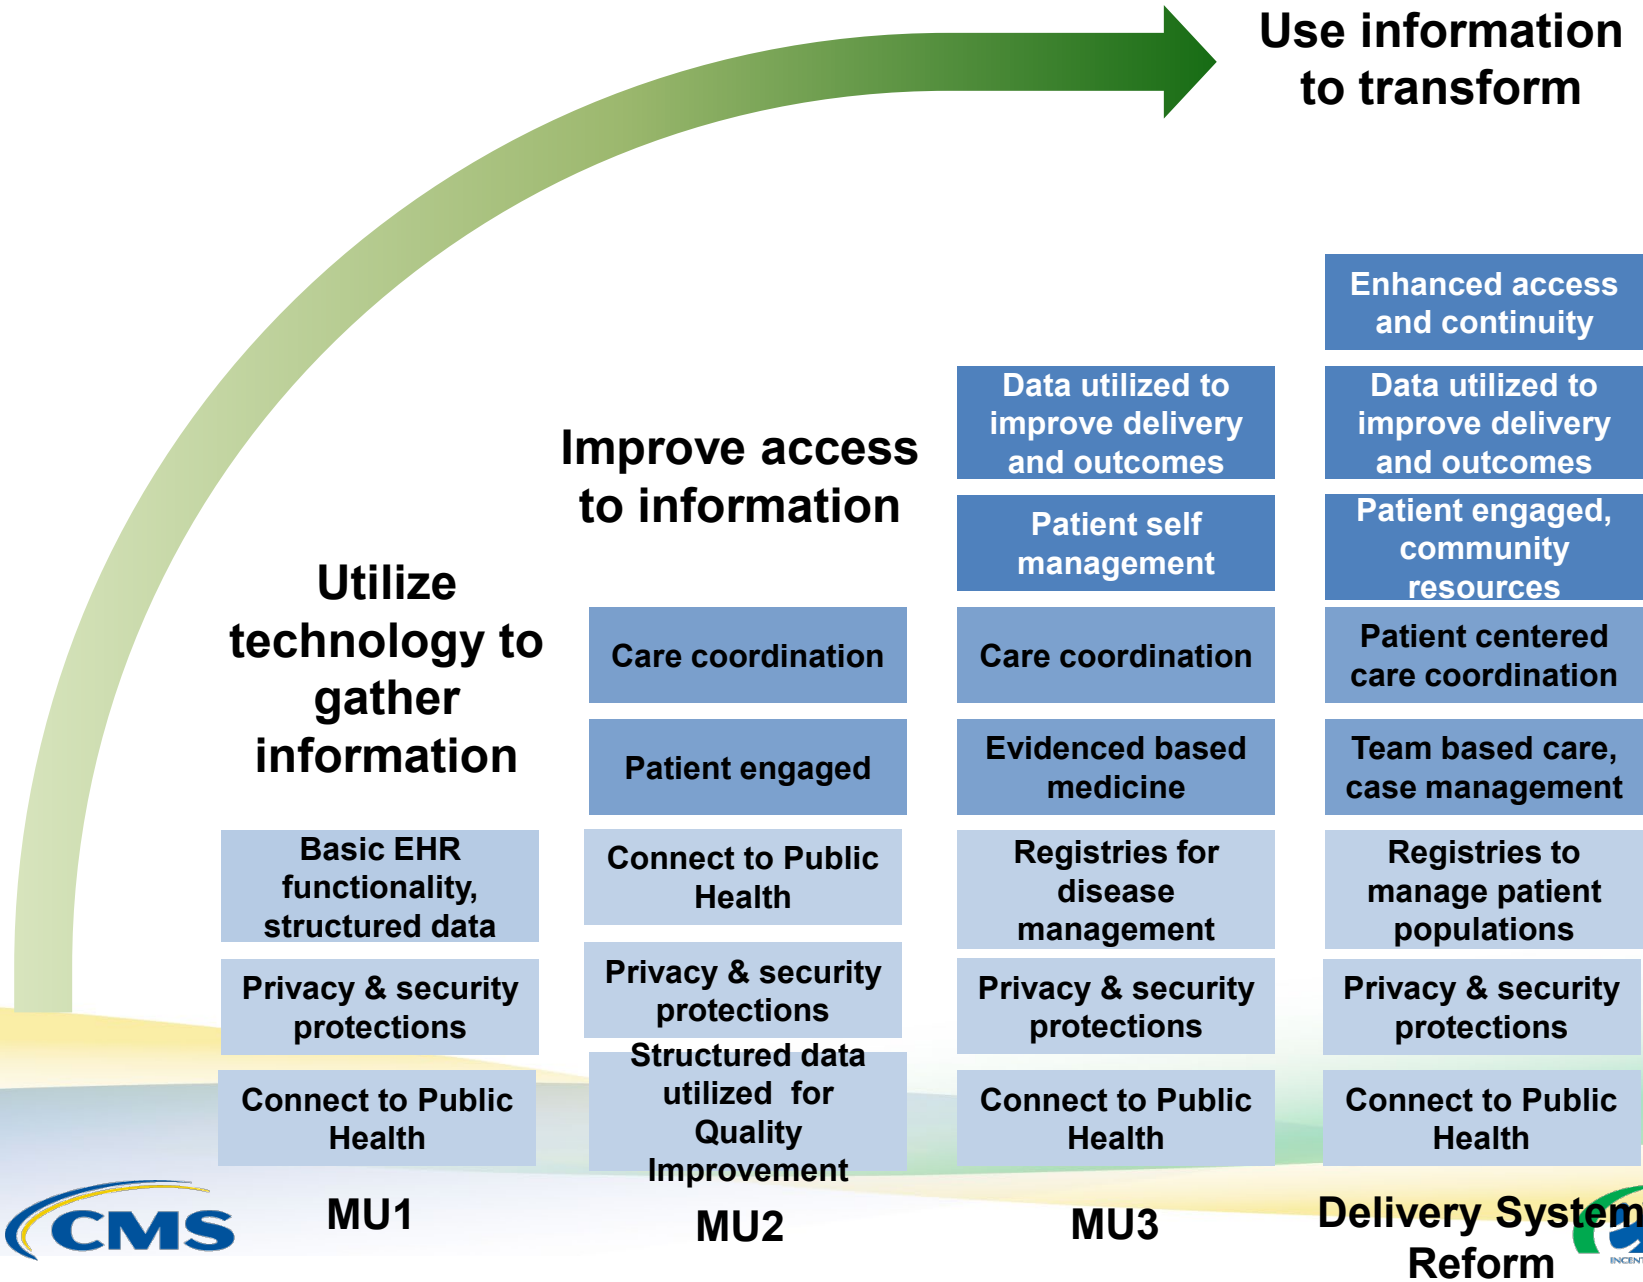 Use information
to transform
Improve access
to information
Utilize
technology to
gather
information
Basic EHR
functionality,
structured data
Privacy & security
protections
Connect to Public
Health
MU1
Care coordination
Patient engaged
Connect to Public
Health
Privacy & security
protections
Structured data
utilized for
Quality
Improvement
MU2
Data utilized to
improve delivery
and outcomes
Patient self
management
Care coordination
Evidenced based
medicine
Registries for
disease
management
Privacy & security
protections
Connect to Public
Health
MU3
Enhanced access
and continuity
Data utilized to
improve delivery
and outcomes
Patient engaged,
community
resources
Patient centered
care coordination
Team based care,
case management
Registries to
manage patient
populations
Privacy & security
protections
Connect to Public
Health
Delivery System
Reform
CMS